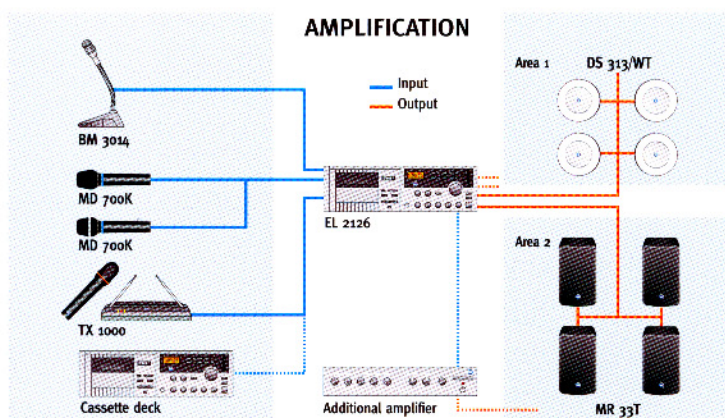 AMPLIFICATION
Input
Output
BM 3014
MD 700K
MD 700K
TX 1000
Cassette deck
EL 2126
Additional amplifier
Area 1
DS 313/WT
Area 2
MR 33T